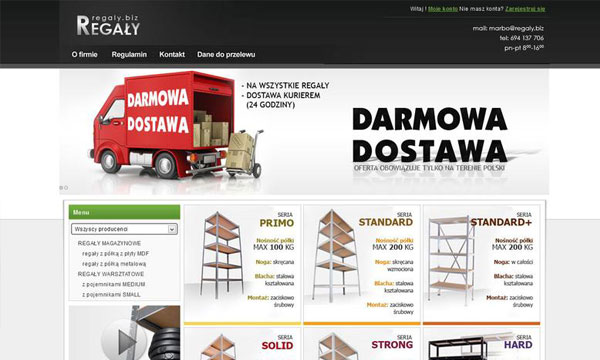 regaly.biz
REGAŁY
Witaj ! Moje konto Nie masz konta? Zarejestruj się
mail: marbo@regaly.biz
tel: 694 137 706
pn-pt 8⁰⁰-16⁰⁰
O firmie Regulamin Kontakt Dane do przelewu
DARMOWA
DOSTAWA
- NA WSZYSTKIE REGAŁY
- DOSTAWA KURIEREM
(24 GODZINY)
DARMOWA
DOSTAWA
OFERTA OBOWIĄZUJE TYLKO NA TERENIE POLSKI
Menu
Wszyscy producenci
REGAŁY MAGAZYNOWE
regały z półką z płyty MDF
regały z półką metalową
REGAŁY WARSZTATOWE
z pojemnikami MEDIUM
z pojemnikami SMALL
SERIA
PRIMO
Nośność półki
MAX 100 KG
Noga: skręcana
Blacha: stalowa
kształtowana
Montaż: zaciskowo
śrubowy
SERIA
STANDARD
Nośność półki
MAX 200 KG
Noga: skręcana
wzmocniona
Blacha: stalowa
kształtowana
Montaż: zaciskowo
śrubowy
SERIA
STANDARD+
Nośność półki
MAX 200 KG
Noga: w całości
Blacha: stalowa
kształtowana
Montaż: zaciskowo
śrubowy
SERIA
SOLID
SERIA
STRONG
SERIA
HARD